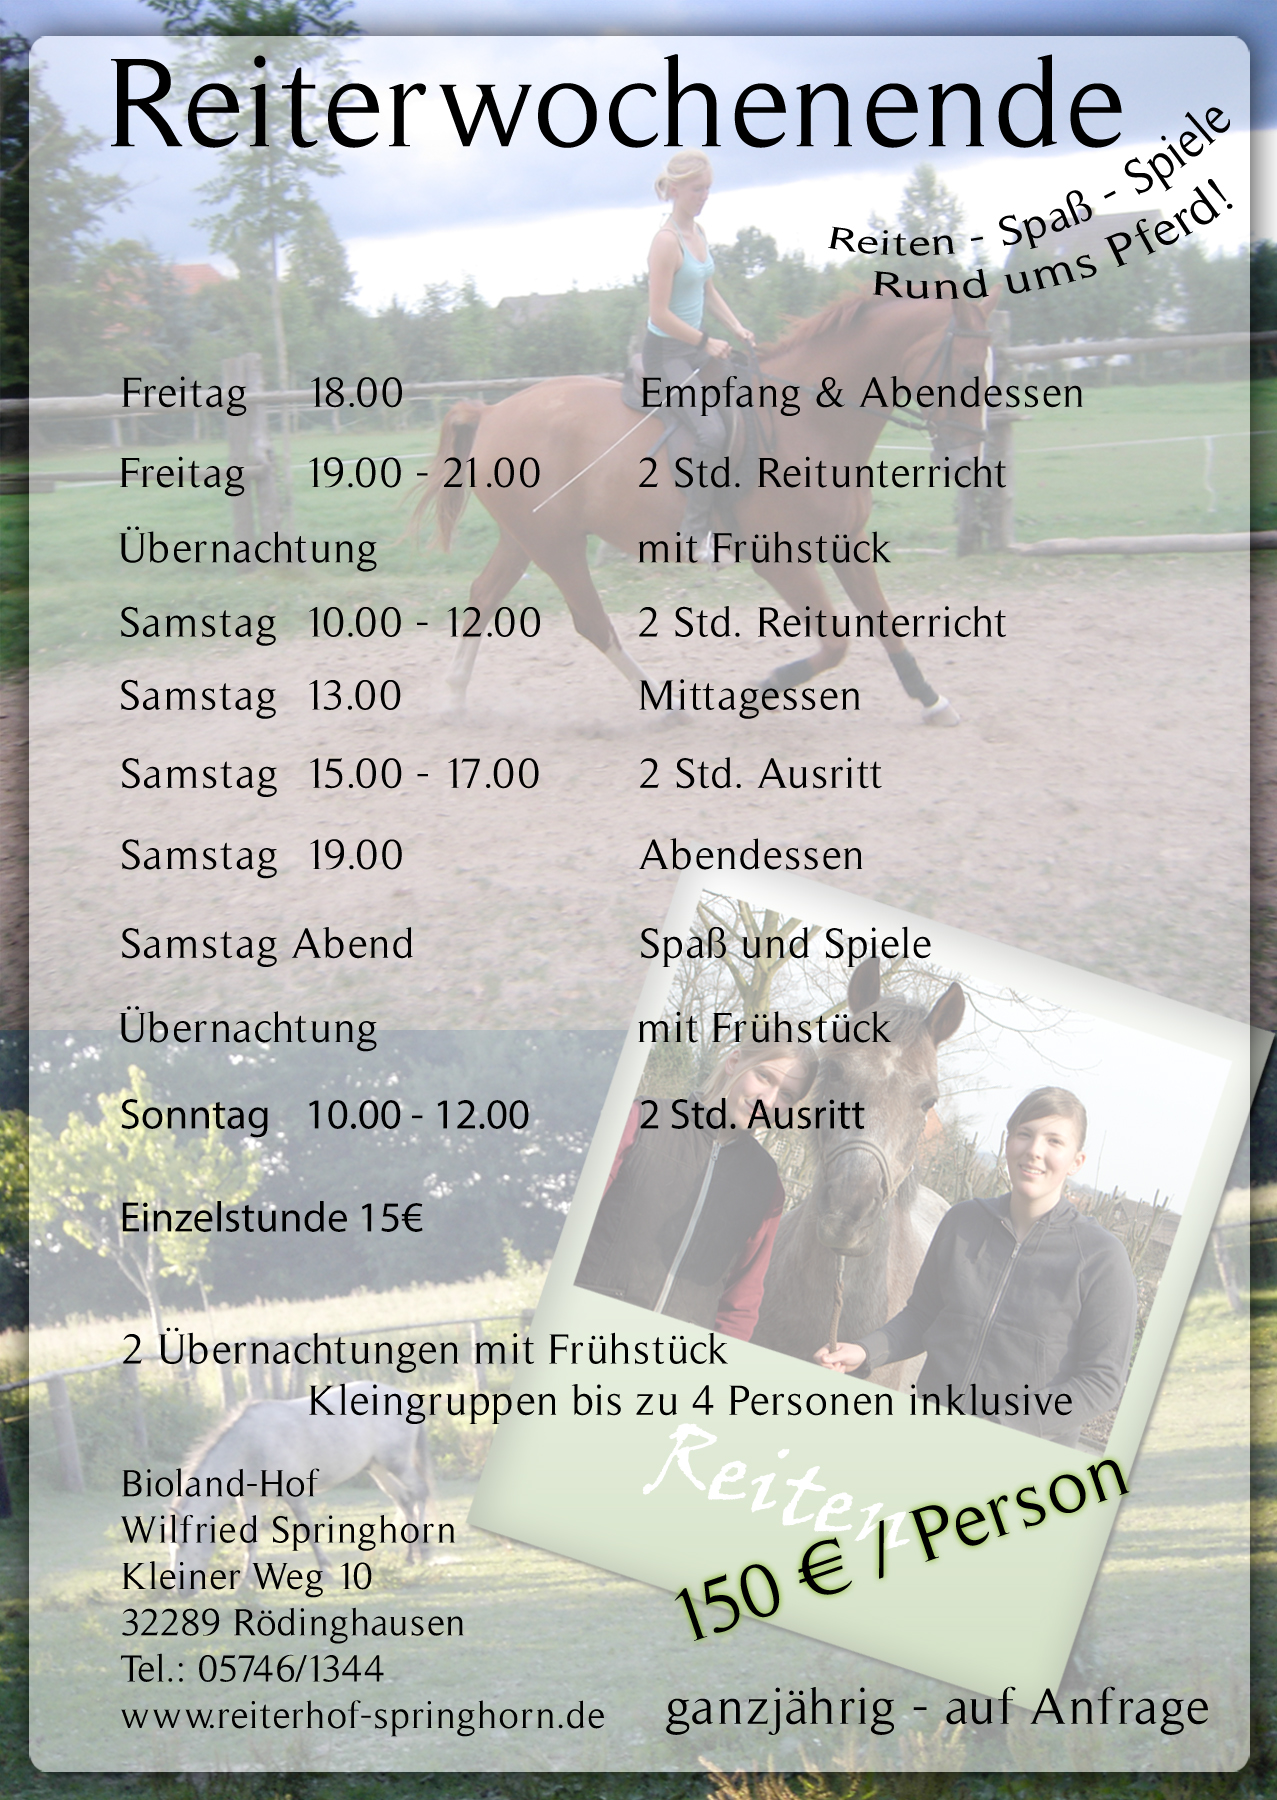 Reiterwochenende
Reiten - Spaß - Spiele
Rund ums Pferd!
Freitag 18.00 Empfang & Abendessen
Freitag 19.00 - 21.00 2 Std. Reitunterricht
Übernachtung mit Frühstück
Samstag 10.00 - 12.00 2 Std. Reitunterricht
Samstag 13.00 Mittagessen
Samstag 15.00 - 17.00 2 Std. Ausritt
Samstag 19.00 Abendessen
Samstag Abend Spaß und Spiele
Übernachtung mit Frühstück
Sonntag 10.00 - 12.00 2 Std. Ausritt
Einzelstunde 15€
2 Übernachtungen mit Frühstück
Kleingruppen bis zu 4 Personen inklusive
Reiten
150 € / Person
Bioland-Hof
Wilfried Springhorn
Kleiner Weg 10
32289 Rödinghausen
Tel.: 05746/1344
www.reiterhof-springhorn.de
ganzjährig - auf Anfrage